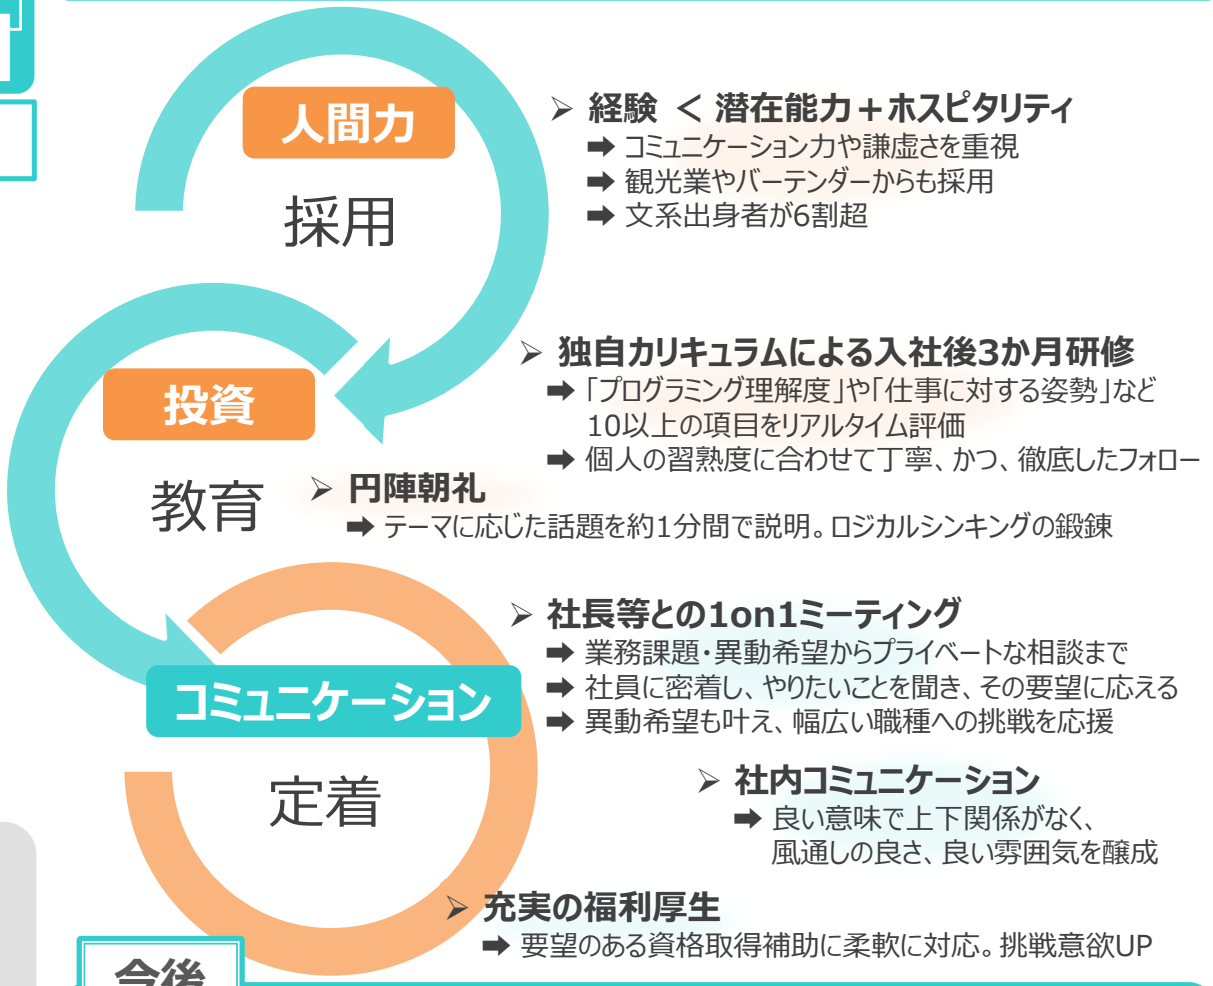 人間力
採用
➢ 経験 < 潜在能力+ホスピタリティ
➡ コミュニケーション力や謙虚さを重視
➡ 観光業やバーテンダーからも採用
➡ 文系出身者が6割超
投資
教育
➢ 独自カリキュラムによる入社後3か月研修
➡「プログラミング理解度」や「仕事に対する姿勢」など
10以上の項目をリアルタイム評価
➡ 個人の習熟度に合わせて丁寧、かつ、徹底したフォロー
➢ 円陣朝礼
➡ テーマに応じた話題を約1分間で説明。ロジカルシンキングの鍛錬
コミュニケーション
定着
➢ 社長等との1on1ミーティング
➡ 業務課題・異動希望からプライベートな相談まで
➡ 社員に密着し、やりたいことを聞き、その要望に応える
➡ 異動希望も叶え、幅広い職種への挑戦を応援
➢ 社内コミュニケーション
➡ 良い意味で上下関係がなく、
風通しの良さ、良い雰囲気を醸成
➢ 充実の福利厚生
➡ 要望のある資格取得補助に柔軟に対応。挑戦意欲UP
今後